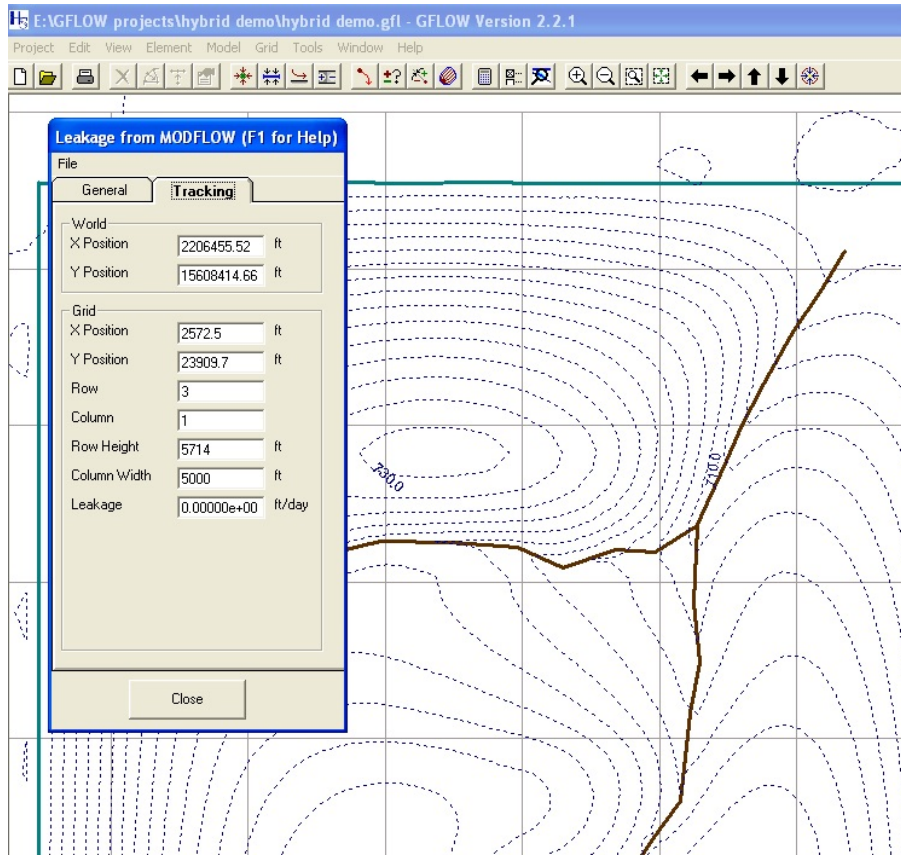 E:\GFLOW projects\hybrid demo\hybrid demo.gfl - GFLOW Version 2.2.1
Project Edit View Element Model Grid Tools Window Help
Leakage from MODFLOW (F1 for Help)
File
General Tracking
World
X Position 2206455.52 ft
Y Position 15608414.66 ft
Grid
X Position 2572.5 ft
Y Position 23909.7 ft
Row 3
Column 1
Row Height 5714 ft
Column Width 5000 ft
Leakage 0.00000e+00 ft/day
Close
730.0
710.0